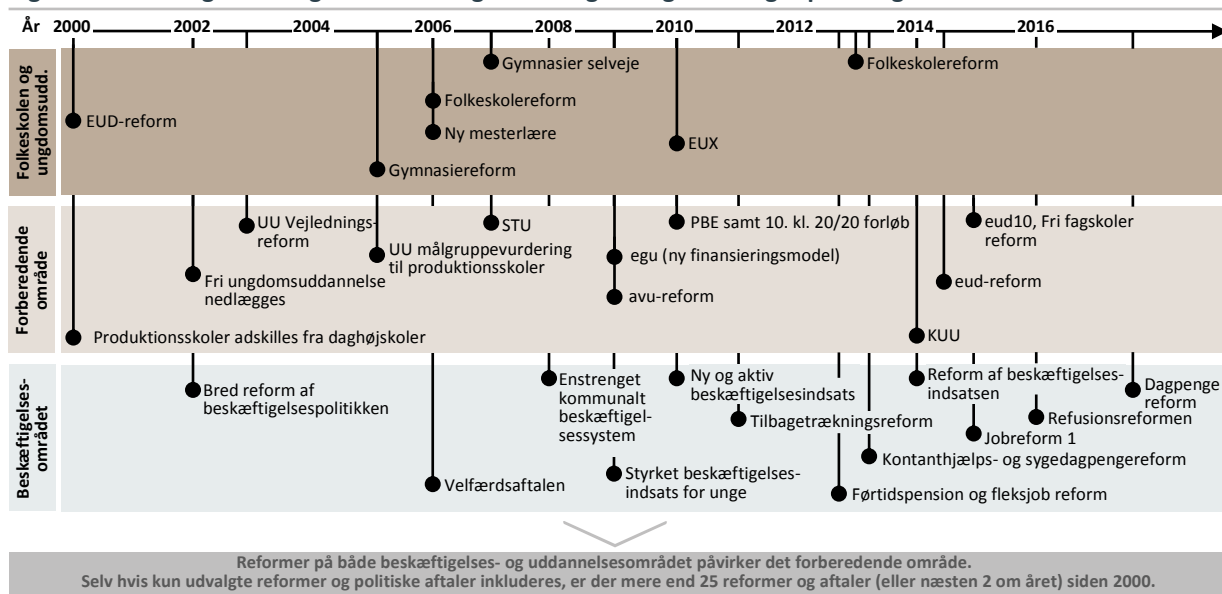 År 2000 2002 2004 2006 2008 2010 2012 2014 2016
Folkeskolen og
ungdomsudd.
Gymnasier selveje
Folkeskolereform
Folkeskolereform
EUD-reform
Ny mesterlære
EUX
Gymnasiereform
Forberedende
område
UU Vejlednings-
reform
STU
PBE samt 10. kl. 20/20 forløb
eud10, Fri fagskoler
reform
UU målgruppevurdering
til produktionsskoler
egu (ny finansieringsmodel)
Fri ungdomsuddannelse
nedlægges
avu-reform
eud-reform
Produktionsskoler adskilles fra daghøjskoler
KUU
Beskæftigelses-
området
Bred reform af
beskæftigelsespolitikken
Enstrenget
kommunalt
beskæftigel-
sessystem
Ny og aktiv
beskæftigelsesindsats
Reform af beskæftigelses-
indsatsen
Dagpenge
reform
Tilbagetrækningsreform
Refusionsreformen
Jobreform 1
Kontanthjælps- og sygedagpengereform
Velfærdsaftalen
Styrket beskæftigelses-
indsats for unge
Førtidspension og fleksjob reform
Reformer på både beskæftigelses- og uddannelsesområdet påvirker det forberedende område.
Selv hvis kun udvalgte reformer og politiske aftaler inkluderes, er der mere end 25 reformer og aftaler (eller næsten 2 om året) siden 2000.